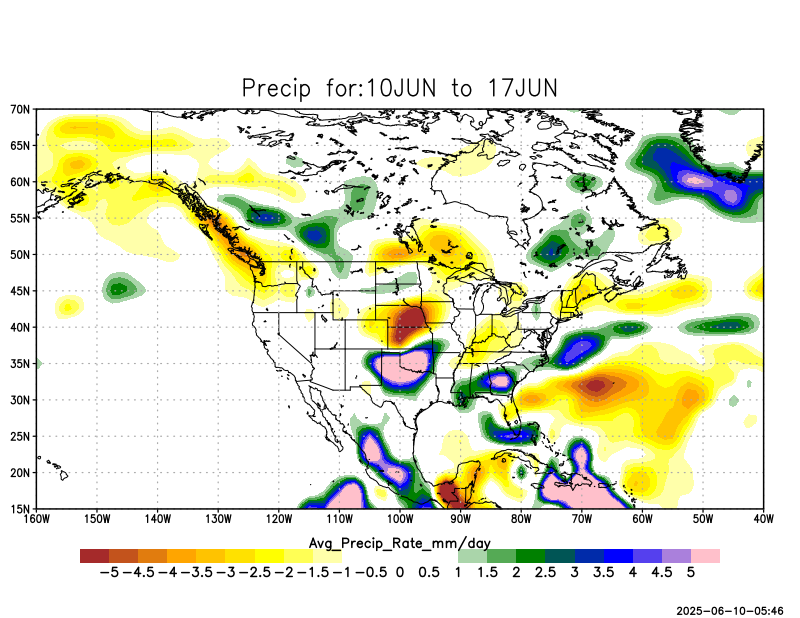 Precip for:10JUN to 17JUN
70N
65N
60N
55N
50N
45N
40N
35N
30N
25N
20N
15N
160W 150W 140W 130W 120W 110W 100W 90W 80W 70W 60W 50W 40W
Avg_Precip_Rate_mm/day
-5 -4.5 -4 -3.5 -3 -2.5 -2 -1.5 -1 -0.5 0 0.5 1 1.5 2 2.5 3 3.5 4 4.5 5
2025-06-10-05:46